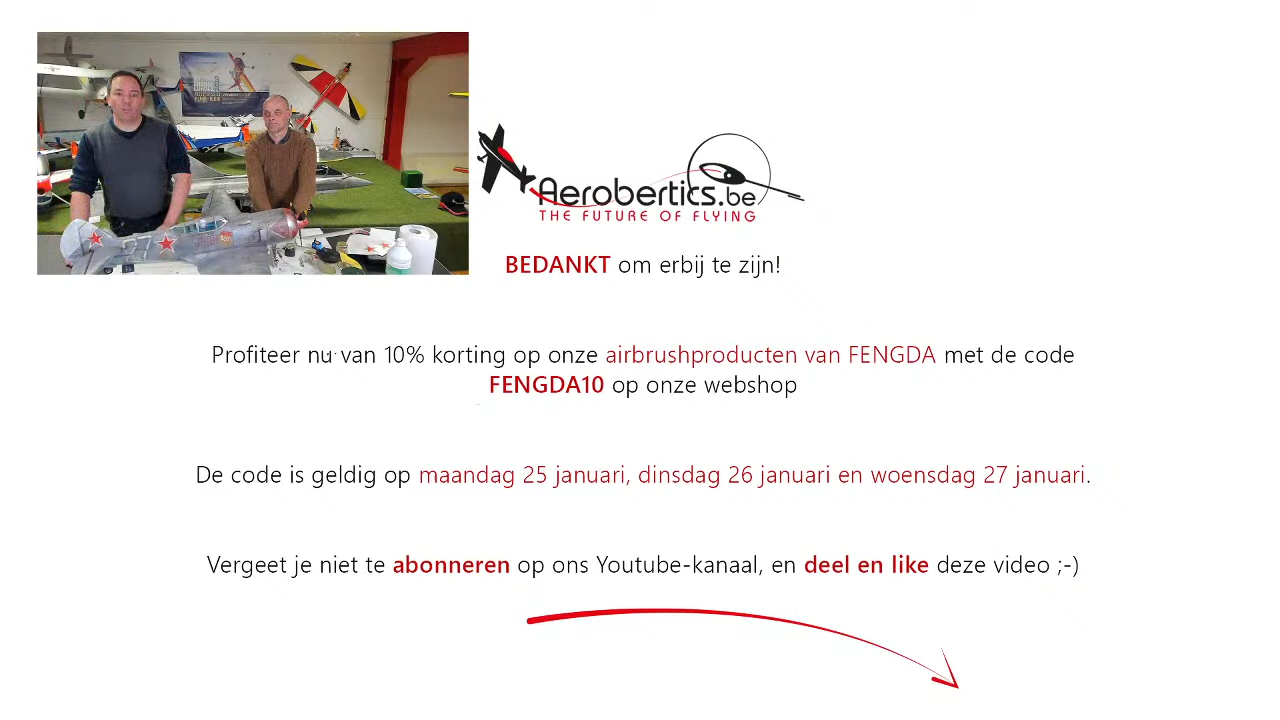 Aerobertics.be
THE FUTURE OF FLYING
BEDANKT om erbij te zijn!
Profiteer nu van 10% korting op onze airbrushproducten van FENGDA met de code
FENGDA10 op onze webshop
De code is geldig op maandag 25 januari, dinsdag 26 januari en woensdag 27 januari.
Vergeet je niet te abonneren op ons Youtube-kanaal, en deel en like deze video ;-)